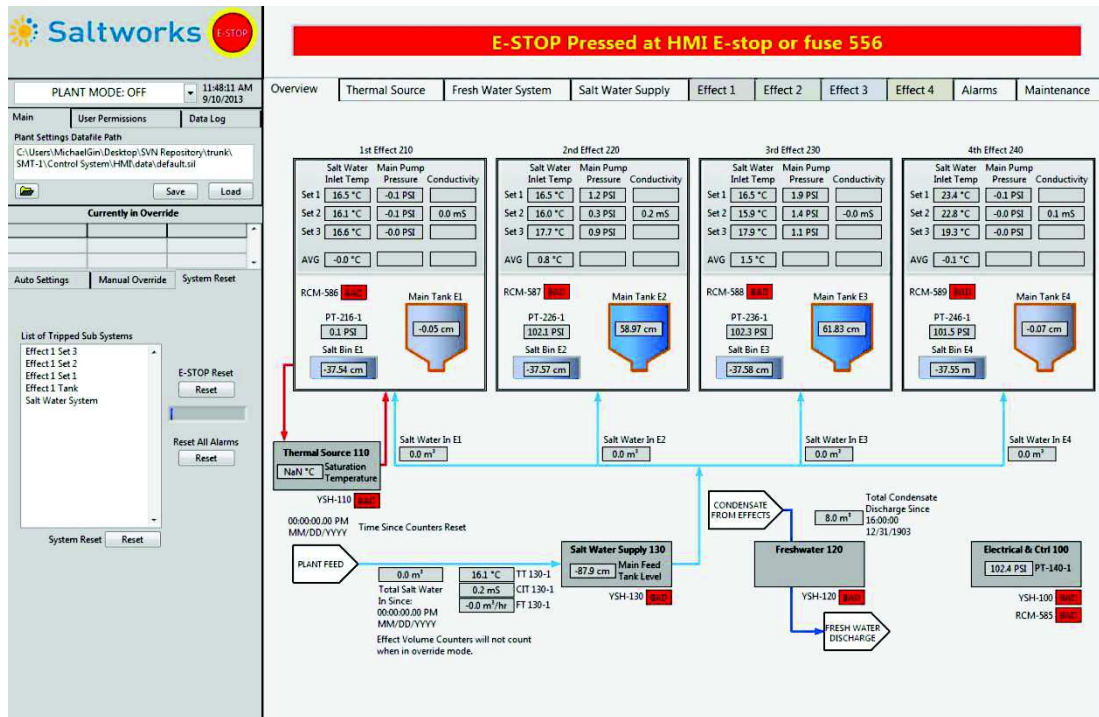 Saltworks
E-STOP
E-STOP Pressed at HMI E-stop or fuse 556
PLANT MODE: OFF
11:48:11 AM
9/10/2013
Overview
Thermal Source
Fresh Water System
Salt Water Supply
Effect 1
Effect 2
Effect 3
Effect 4
Alarms
Maintenance
Main
User Permissions
Data Log
Plant Settings Datafile Path
C:\Users\MichaelGin\Desktop\SVN Repository\trunk\
SMT-1\Control System\HMI\data\default.sil
Save
Load
Currently in Override
Auto Settings
Manual Override
System Reset
List of Tripped Sub Systems
Effect 1 Set 3
Effect 1 Set 2
Effect 1 Set 1
Effect 1 Tank
Salt Water System
E-STOP Reset
Reset
Reset All Alarms
Reset
System Reset
Reset
1st Effect 210
Salt Water Inlet Temp
Main Pump Pressure
Conductivity
Set 1 16.5 °C -0.1 PSI
Set 2 16.1 °C -0.1 PSI 0.0 mS
Set 3 16.6 °C -0.0 PSI
AVG -0.0 °C
RCM-586 BAD
Main Tank E1
PT-216-1
0.1 PSI
-0.05 cm
Salt Bin E1
-37.54 cm
2nd Effect 220
Salt Water Inlet Temp
Main Pump Pressure
Conductivity
Set 1 16.5 °C 1.2 PSI
Set 2 16.0 °C 0.3 PSI 0.2 mS
Set 3 17.7 °C 0.9 PSI
AVG 0.8 °C
RCM-587 BAD
Main Tank E2
PT-226-1
102.1 PSI
58.97 cm
Salt Bin E2
-37.57 cm
3rd Effect 230
Salt Water Inlet Temp
Main Pump Pressure
Conductivity
Set 1 16.5 °C 1.9 PSI
Set 2 15.9 °C 1.4 PSI -0.0 mS
Set 3 17.9 °C 1.1 PSI
AVG 1.5 °C
RCM-588 BAD
Main Tank E3
PT-236-1
102.3 PSI
61.83 cm
Salt Bin E3
-37.58 cm
4th Effect 240
Salt Water Inlet Temp
Main Pump Pressure
Conductivity
Set 1 23.4 °C -0.1 PSI
Set 2 22.8 °C -0.0 PSI 0.1 mS
Set 3 19.3 °C -0.0 PSI
AVG -0.1 °C
RCM-589 BAD
Main Tank E4
PT-246-1
101.5 PSI
-0.07 cm
Salt Bin E4
-37.55 m
Salt Water In E1
0.0 m³
Salt Water In E2
0.0 m³
Salt Water In E3
0.0 m³
Salt Water In E4
0.0 m³
Thermal Source 110
NaN °C Saturation Temperature
YSH-110 BAD
00:00:00.00 PM
MM/DD/YYYY
Time Since Counters Reset
PLANT FEED
0.0 m³
Total Salt Water
In Since:
00:00:00.00 PM
MM/DD/YYYY
16.1 °C TT 130-1
0.2 mS CIT 130-1
-0.0 m³/hr FT 130-1
Effect Volume Counters will not count
when in override mode.
Salt Water Supply 130
-87.9 cm Main Feed Tank Level
YSH-130 BAD
CONDENSATE
FROM EFFECTS
8.0 m³
Total Condensate
Discharge Since
16:00:00
12/31/1903
Freshwater 120
YSH-120 BAD
FRESH WATER
DISCHARGE
Electrical & Ctrl 100
102.4 PSI PT-140-1
YSH-100 BAD
RCM-585 BAD